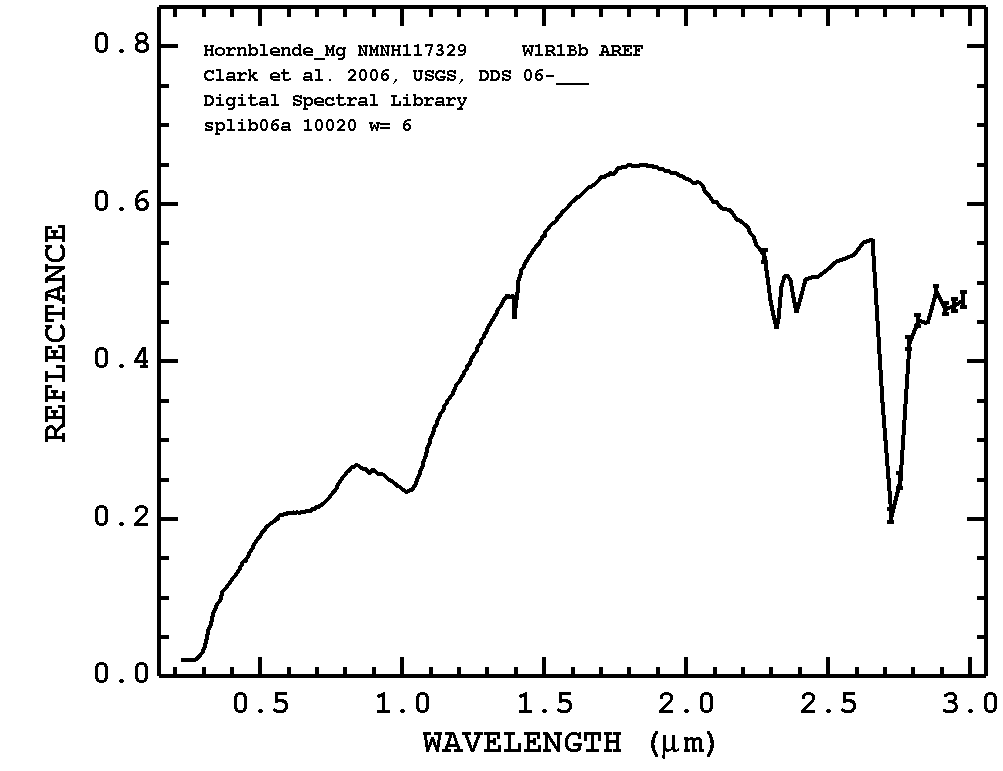 Hornblende_Mg NMNH117329 W1R1Bb AREF
Clark et al. 2006, USGS, DDS 06-___
Digital Spectral Library
splib06a 10020 w= 6
0.8
0.6
0.4
0.2
0.0
REFLECTANCE
0.5 1.0 1.5 2.0 2.5 3.0
WAVELENGTH (μm)